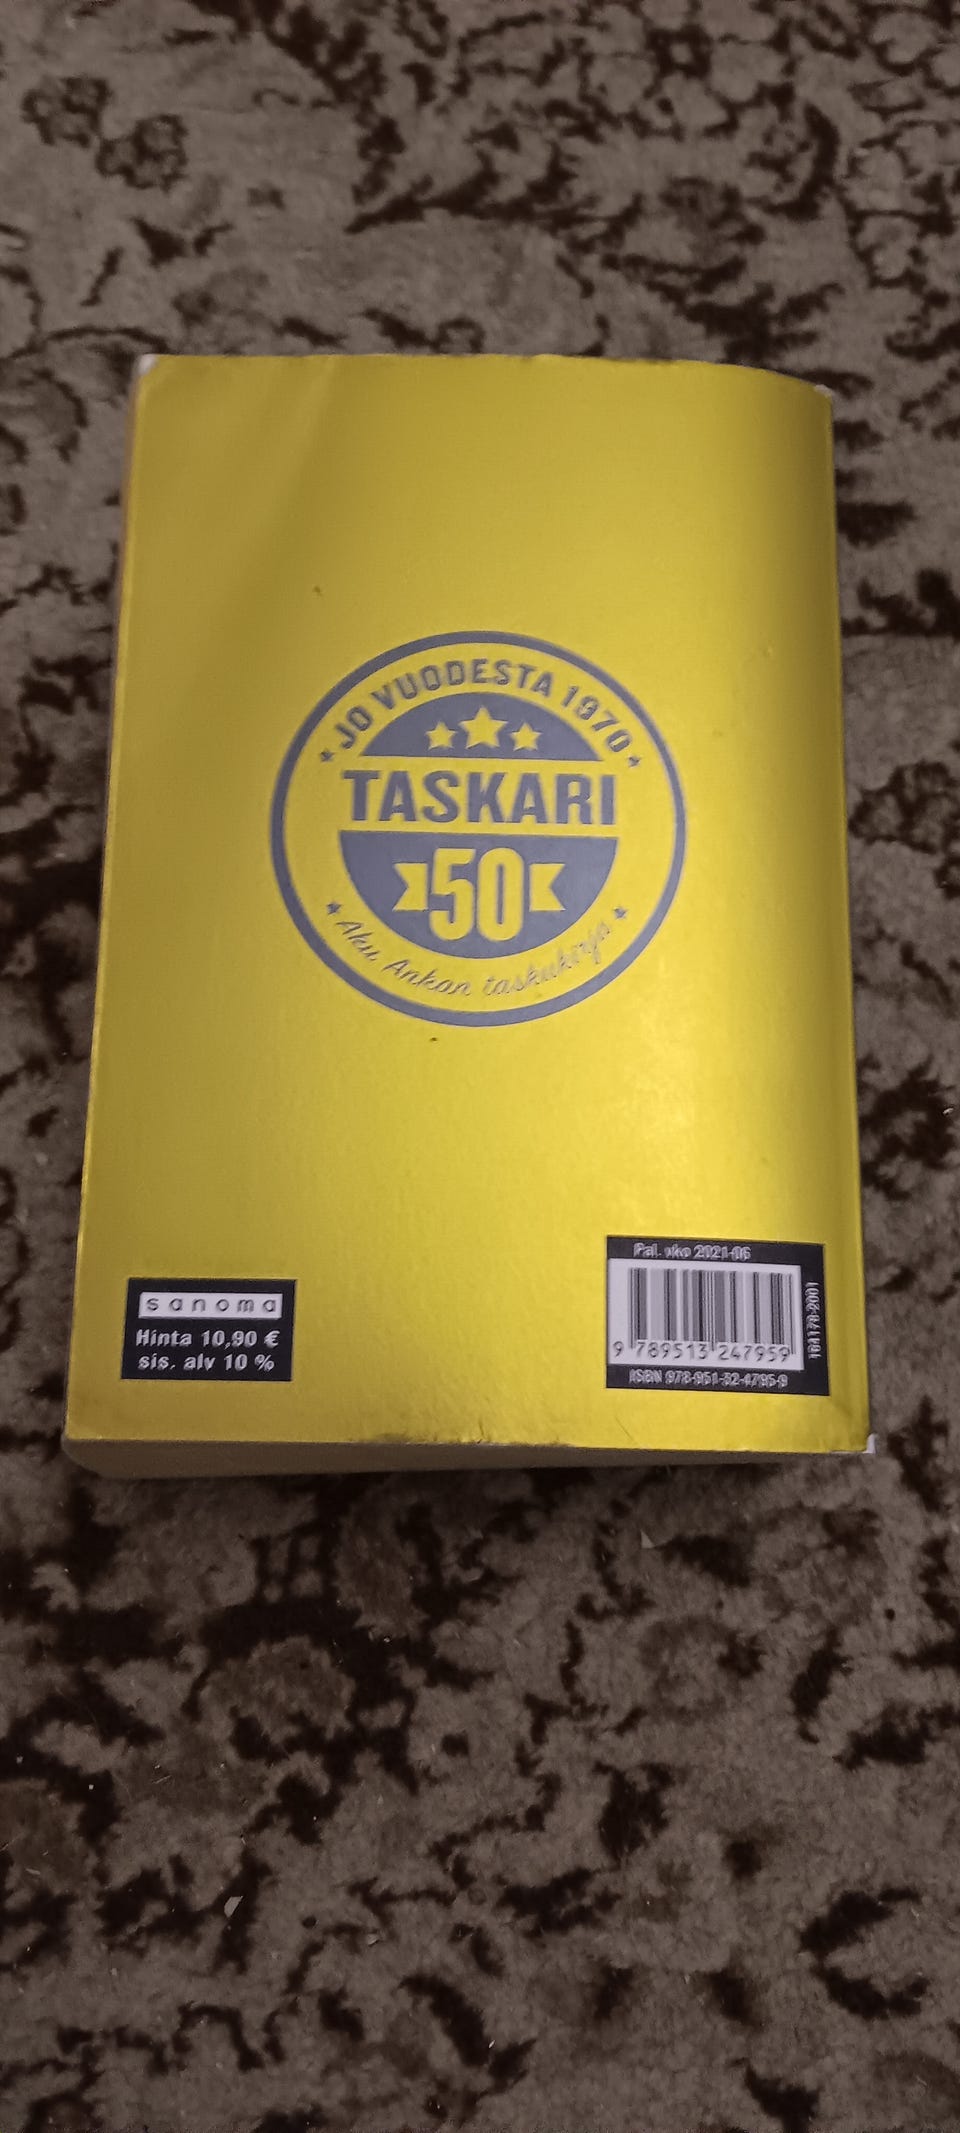 JO VUODESTA 1970
TASKARI
50
Aku Ankan taskukirja
sanoma
Hinta 10,90 €
sis. alv 10 %
Pal. vko 2021-06
9 789513 247959
ISBN 978-951-32-4795-9